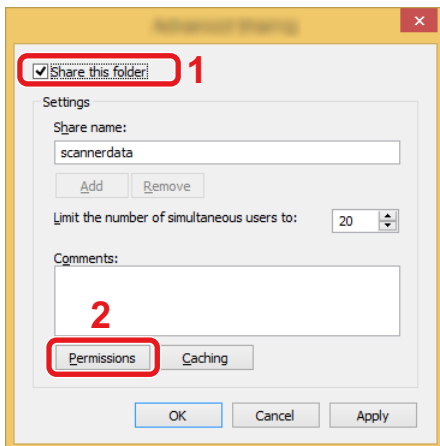 Share this folder
1
Settings
Share name:
scannerdata
Add Remove
Limit the number of simultaneous users to: 20
Comments:
2
Permissions Caching
OK Cancel Apply